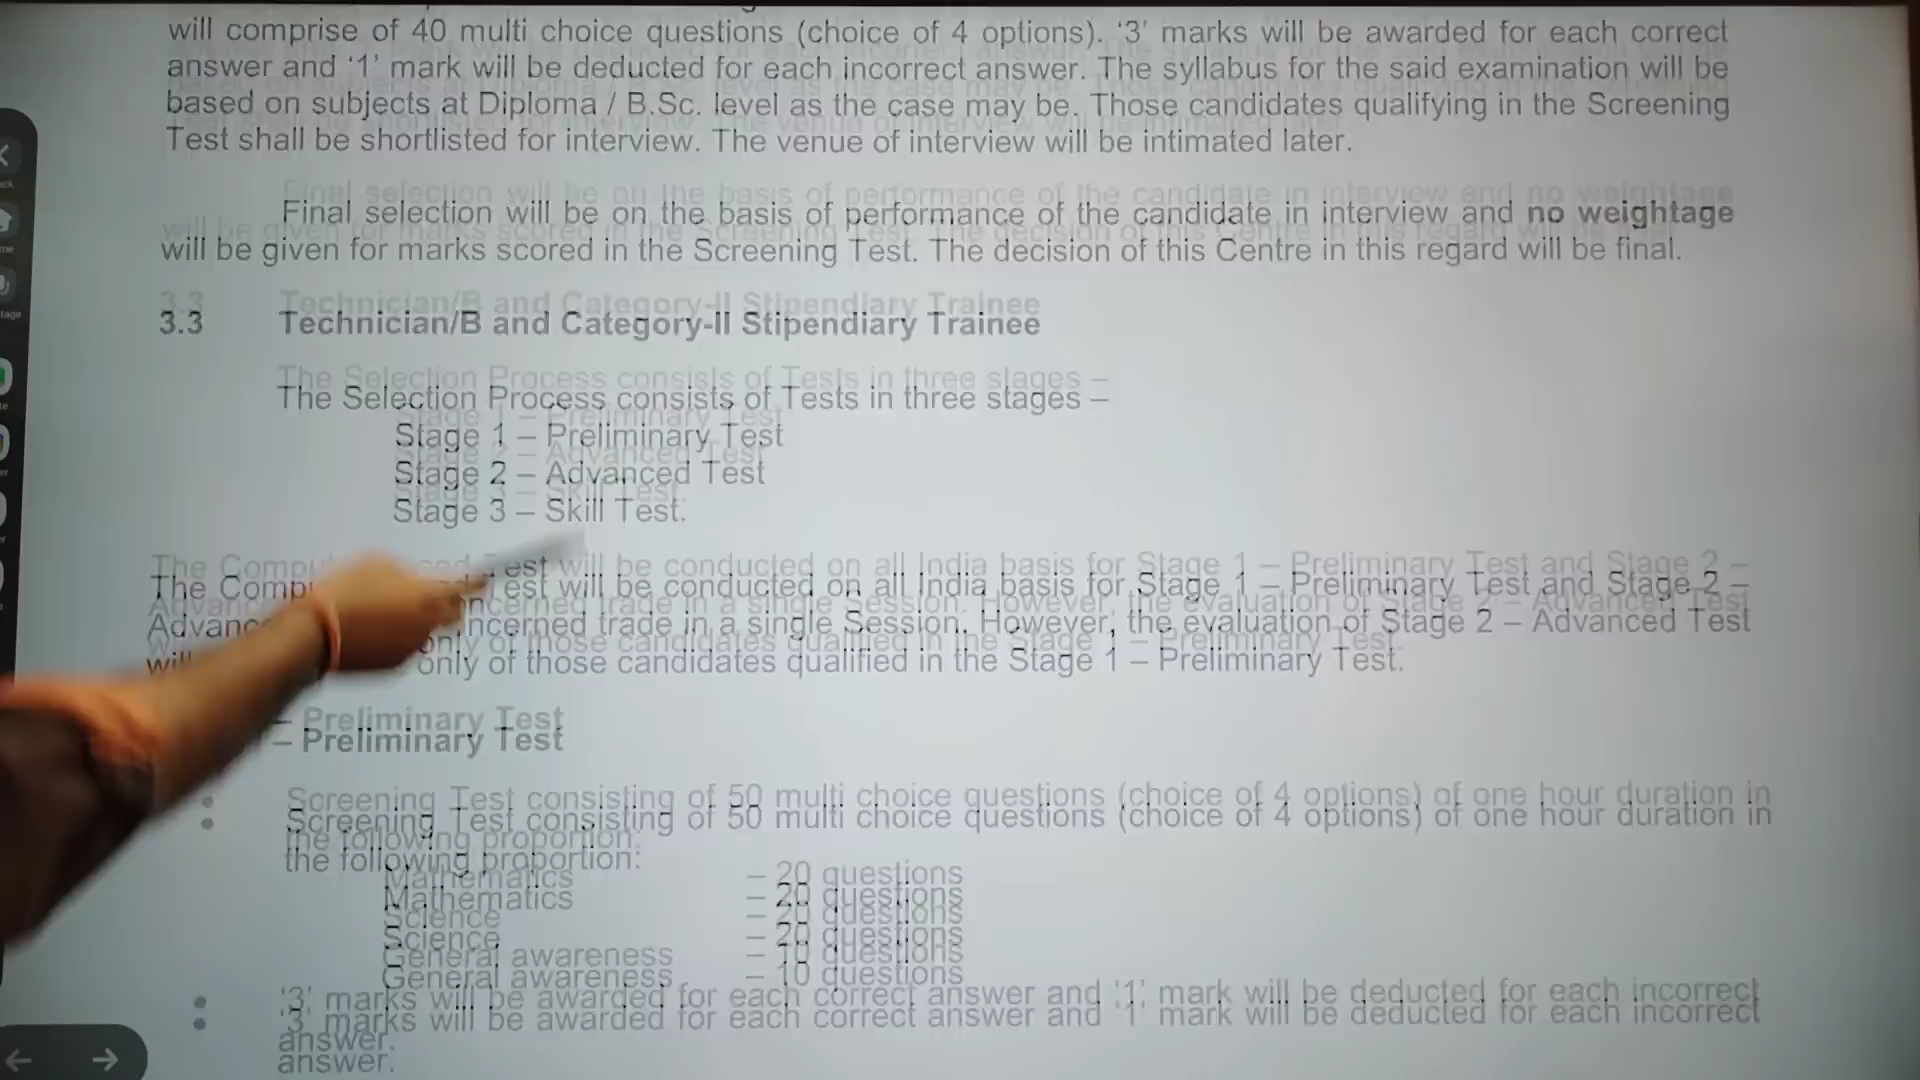 will comprise of 40 multi choice questions (choice of 4 options). ‘3’ marks will be awarded for each correct
answer and ‘1’ mark will be deducted for each incorrect answer. The syllabus for the said examination will be
based on subjects at Diploma / B.Sc. level as the case may be. Those candidates qualifying in the Screening
Test shall be shortlisted for interview. The venue of interview will be intimated later.
Final selection will be on the basis of performance of the candidate in interview and no weightage
will be given for marks scored in the Screening Test. The decision of this Centre in this regard will be final.
3.3 Technician/B and Category-II Stipendiary Trainee
The Selection Process consists of Tests in three stages –
Stage 1 – Preliminary Test
Stage 2 – Advanced Test
Stage 3 – Skill Test.
The Test will be conducted on all India basis for Stage 1 – Preliminary Test and Stage 2 –
trade in a single Session. However, the evaluation of Stage 2 – Advanced Test
will only of those candidates qualified in the Stage 1 – Preliminary Test.
– Preliminary Test
Screening Test consisting of 50 multi choice questions (choice of 4 options) of one hour duration in
the following proportion:
Mathematics – 20 questions
Science – 20 questions
General awareness – 10 questions
‘3’ marks will be awarded for each correct answer and ‘1’ mark will be deducted for each incorrect
answer.